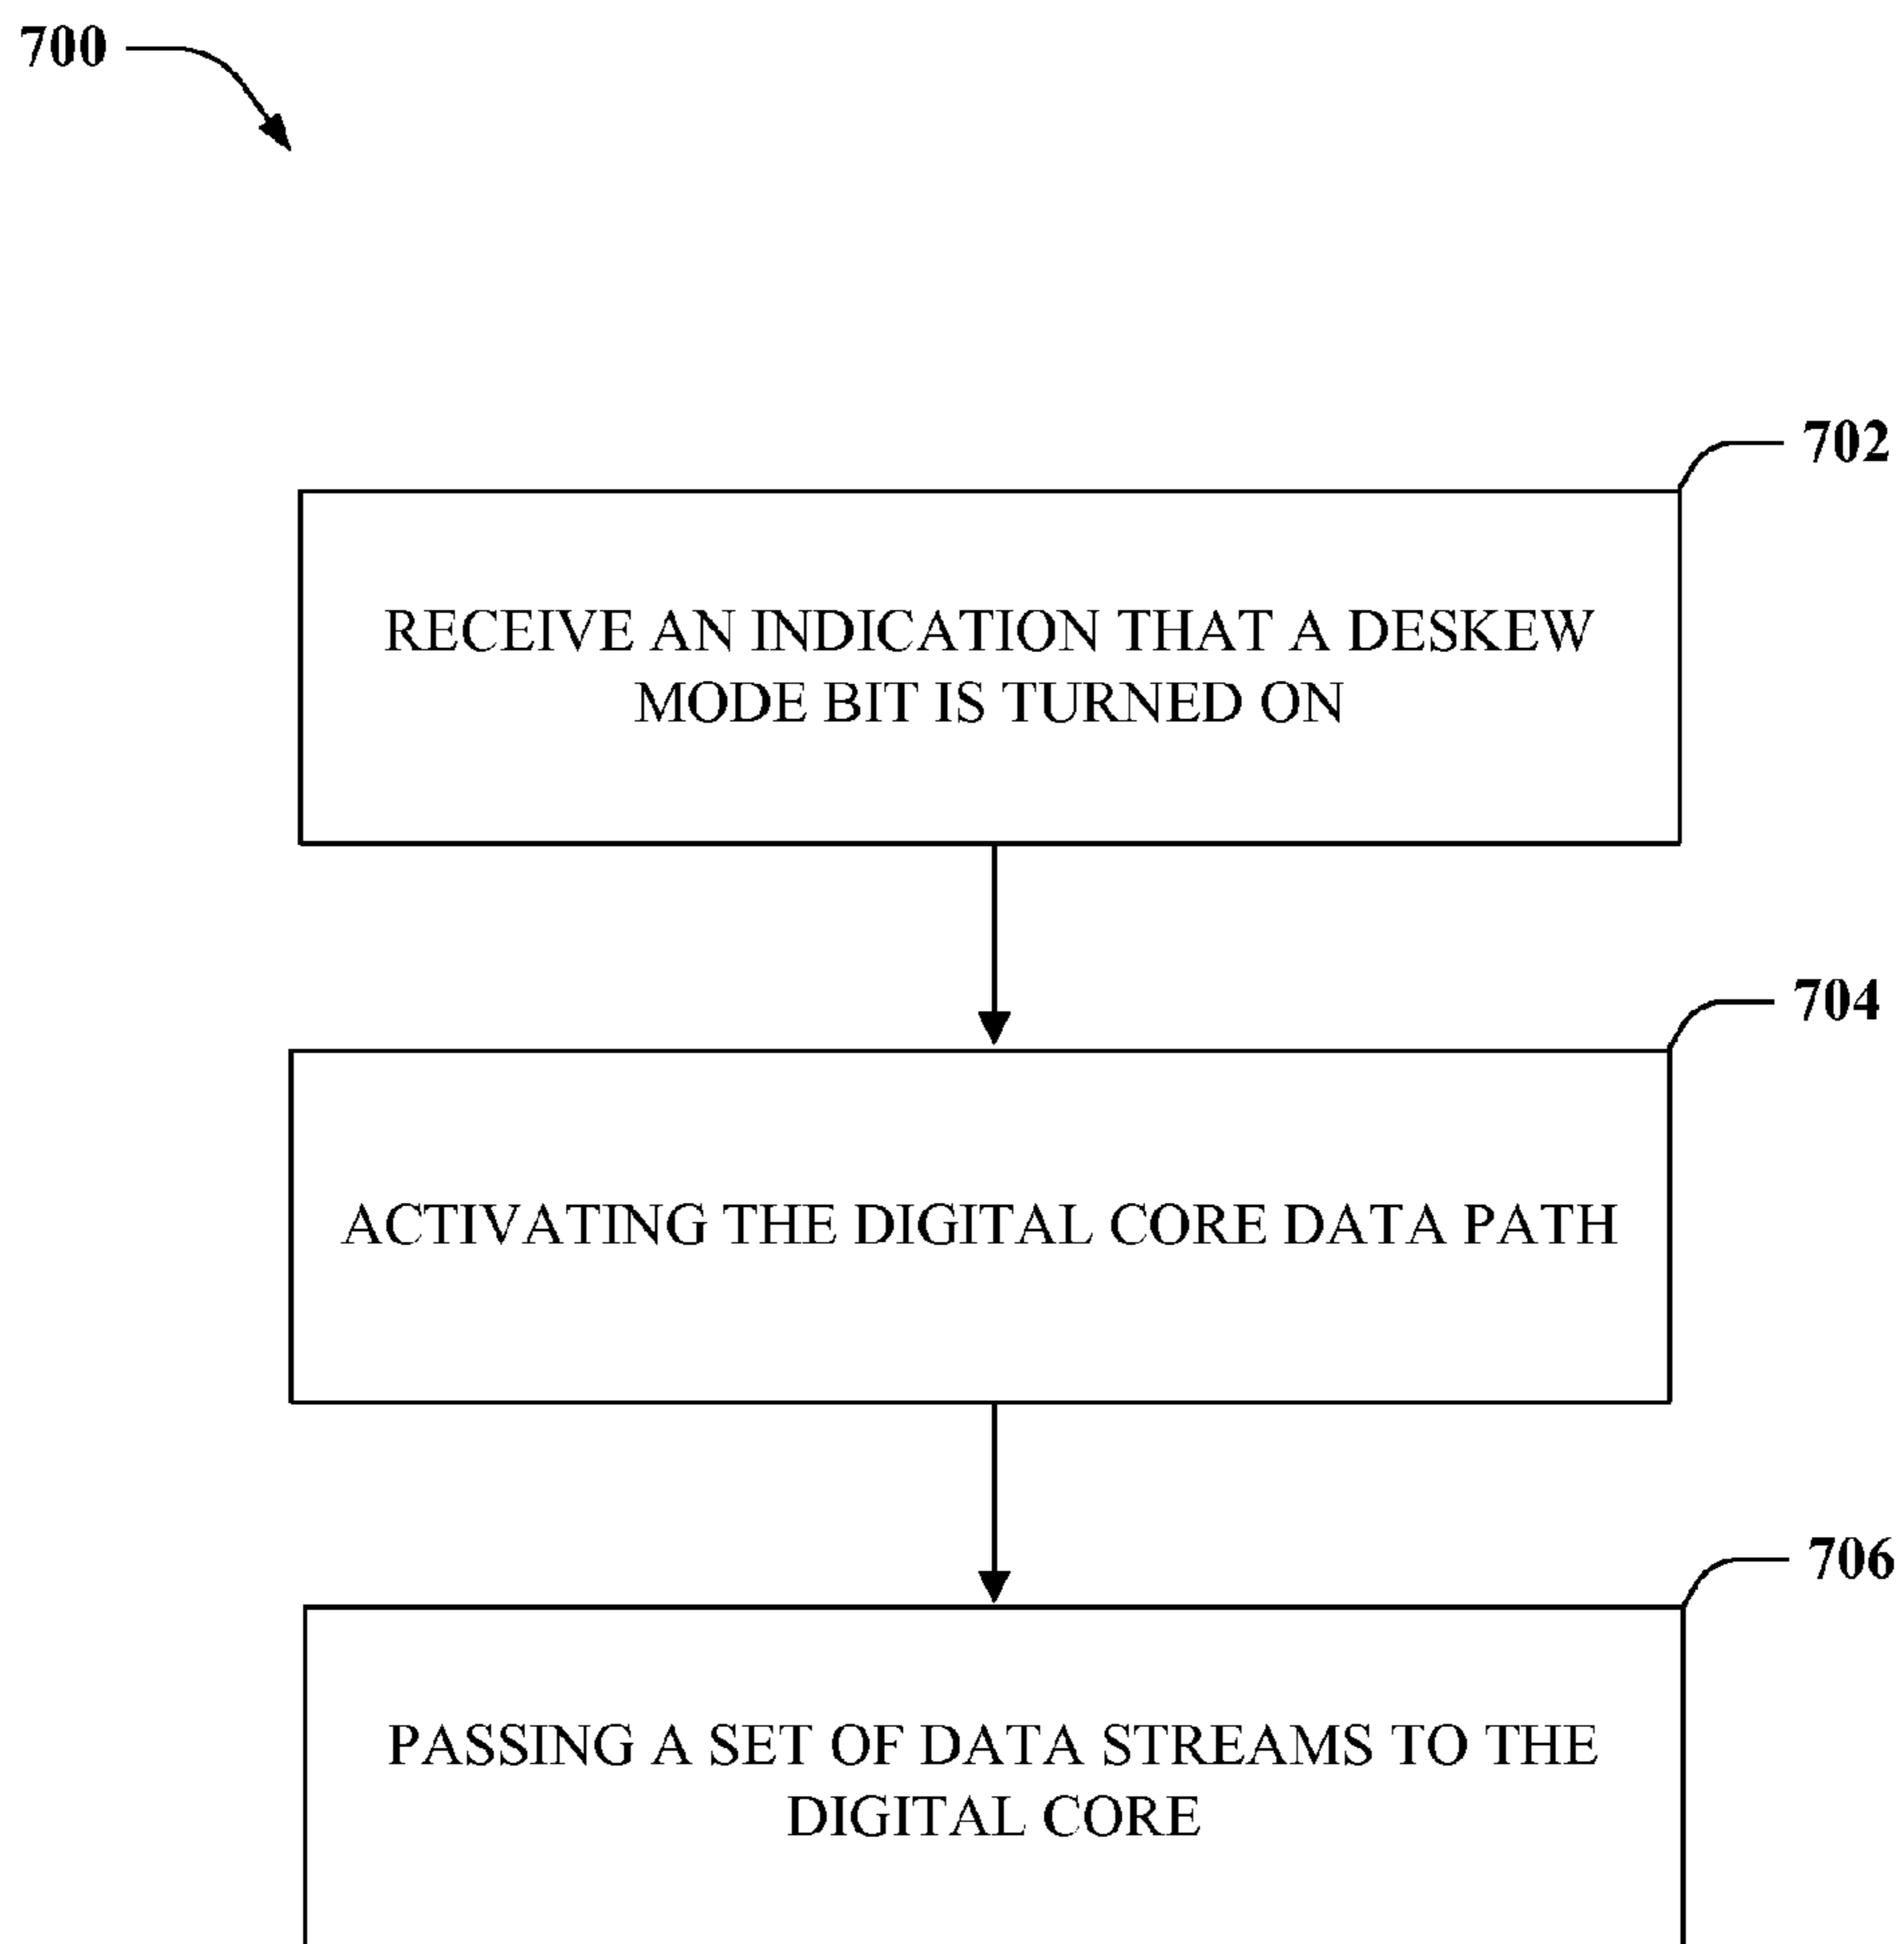 700
702
RECEIVE AN INDICATION THAT A DESKEW
MODE BIT IS TURNED ON
704
ACTIVATING THE DIGITAL CORE DATA PATH
706
PASSING A SET OF DATA STREAMS TO THE
DIGITAL CORE